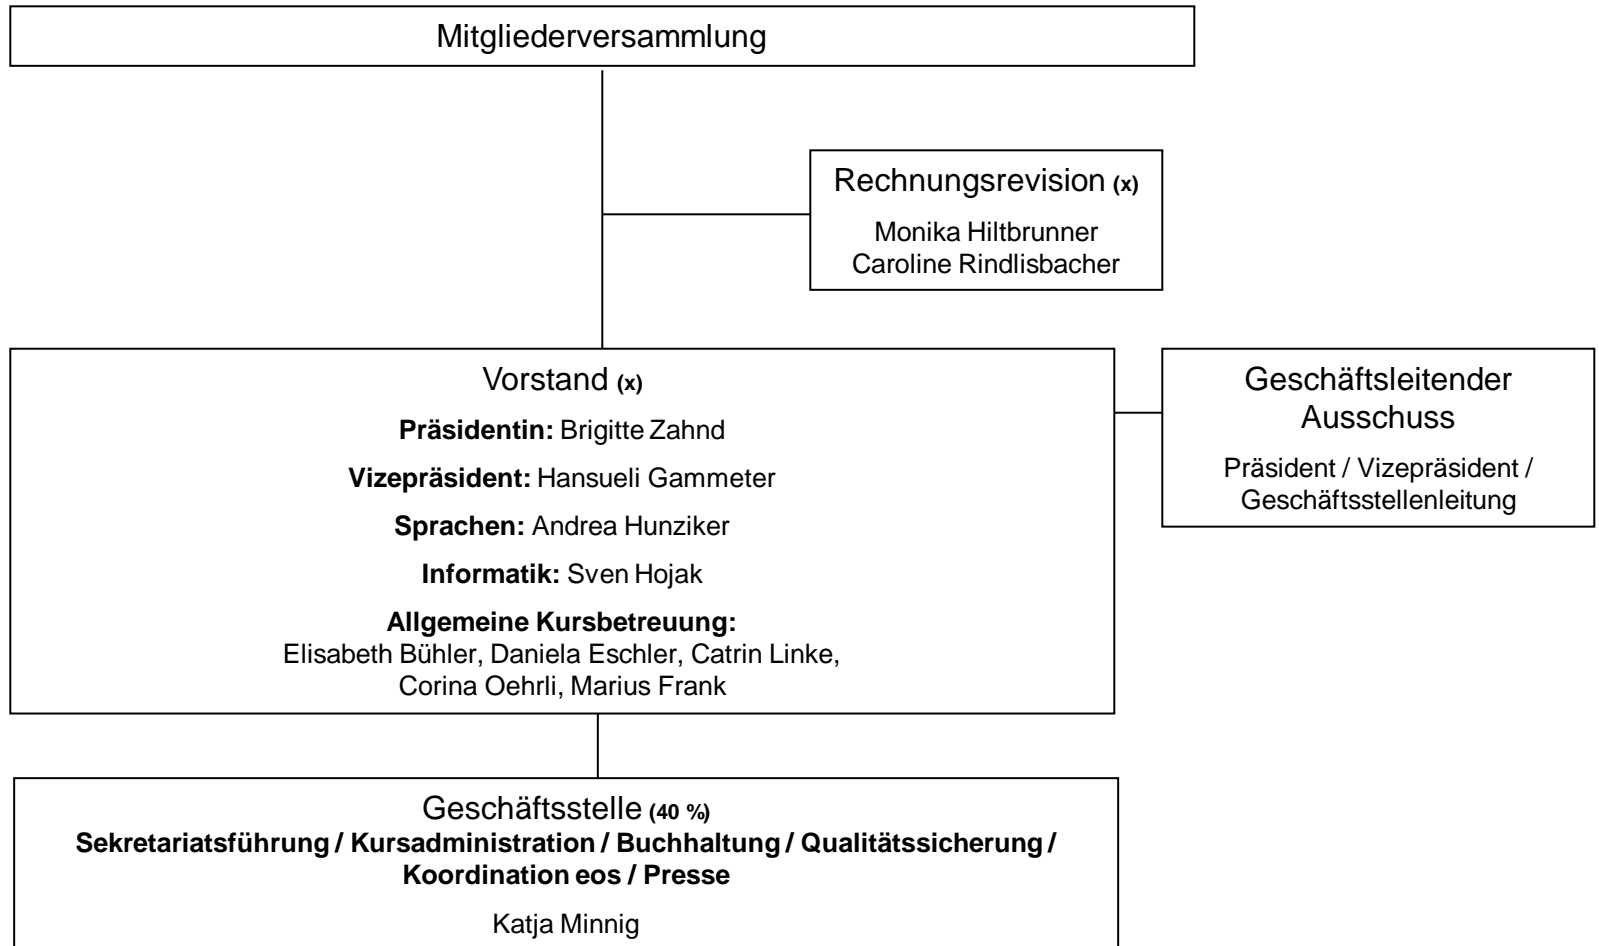 Mitgliederversammlung
Rechnungsrevision (x)
Monika Hiltbrunner
Caroline Rindlisbacher
Vorstand (x)
Präsidentin: Brigitte Zahnd
Vizepräsident: Hansueli Gammeter
Sprachen: Andrea Hunziker
Informatik: Sven Hojak
Allgemeine Kursbetreuung:
Elisabeth Bühler, Daniela Eschler, Catrin Linke,
Corina Oehrli, Marius Frank
Geschäftsleitender
Ausschuss
Präsident / Vizepräsident /
Geschäftsstellenleitung
Geschäftsstelle (40 %)
Sekretariatsführung / Kursadministration / Buchhaltung / Qualitätssicherung /
Koordination eos / Presse
Katja Minnig